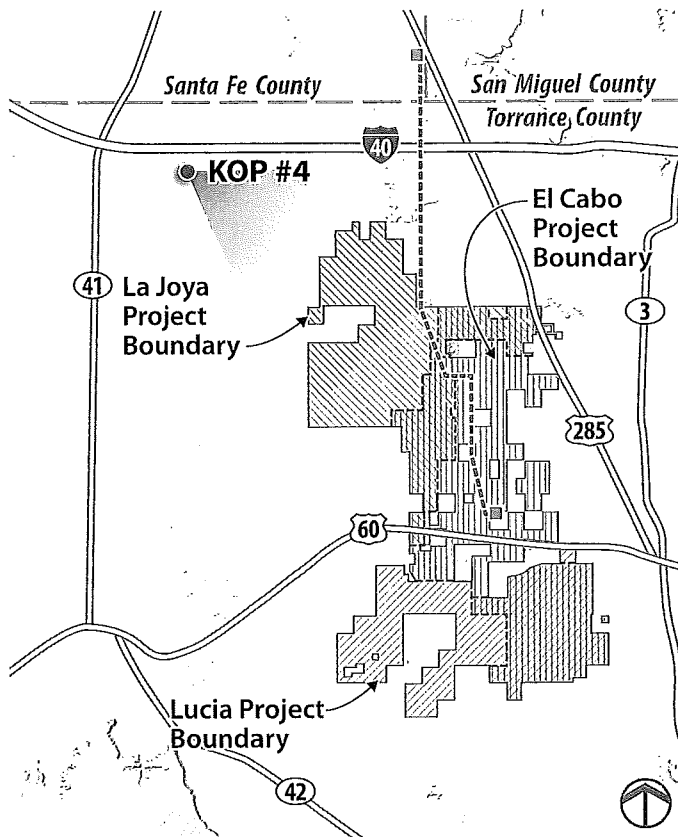 Santa Fe County
San Miguel County
Torrance County
40
KOP #4
El Cabo
Project
Boundary
41
La Joya
Project
Boundary
3
285
60
Lucia Project
Boundary
42